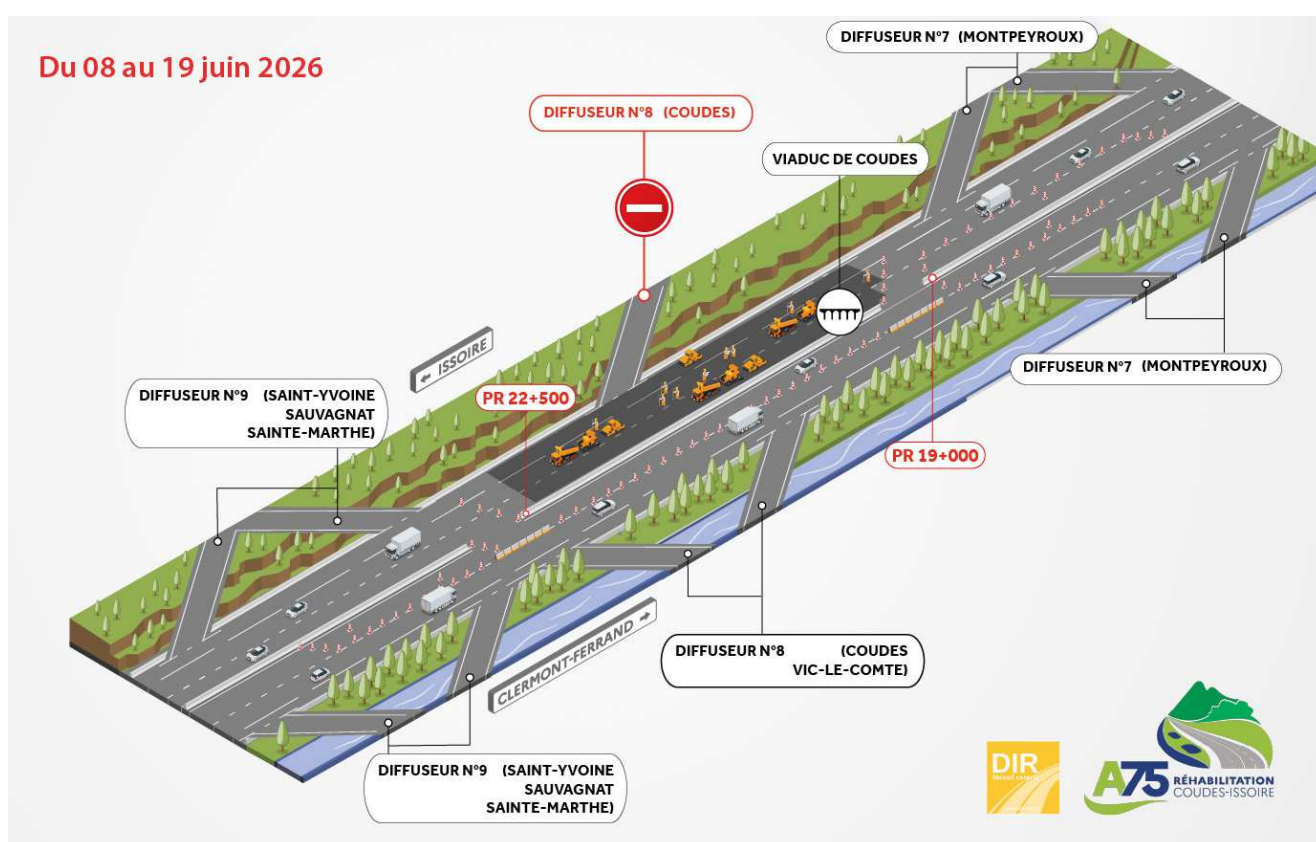 Du 08 au 19 juin 2026
DIFFUSEUR N°7 (MONTPEYROUX)
DIFFUSEUR N°8 (COUDES)
VIADUC DE COUDES
← ISSOIRE
DIFFUSEUR N°9 (SAINT-YVOINE
SAUVAGNAT
SAINTE-MARTHE)
PR 22+500
DIFFUSEUR N°7 (MONTPEYROUX)
PR 19+000
CLERMONT-FERRAND →
DIFFUSEUR N°8 (COUDES
VIC-LE-COMTE)
DIFFUSEUR N°9 (SAINT-YVOINE
SAUVAGNAT
SAINTE-MARTHE)
DIR
Massif central
A75 RÉHABILITATION
COUDES-ISSOIRE